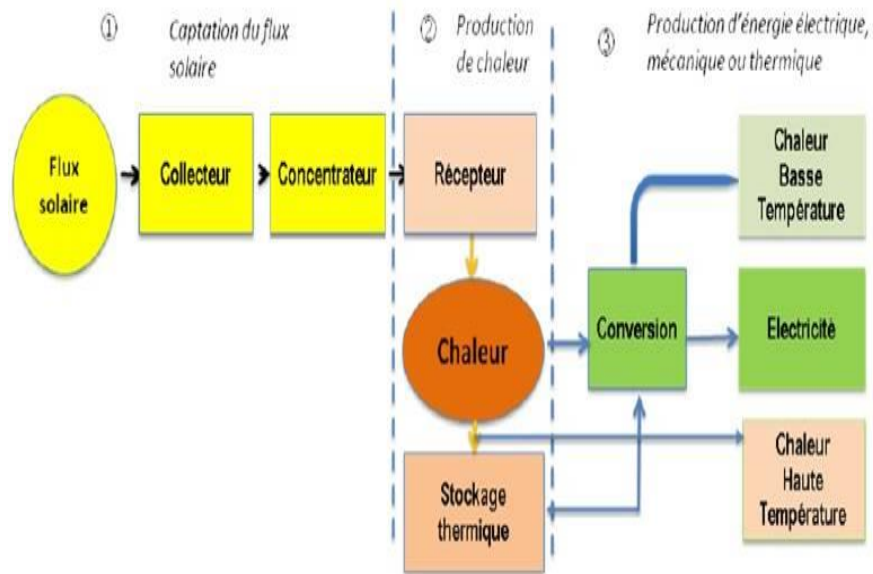 ① Captation du flux
solaire
② Production
de chaleur
③ Production d'énergie électrique,
mécanique ou thermique
Flux
solaire
Collecteur
Concentrateur
Récepteur
Chaleur
Stockage
thermique
Conversion
Chaleur
Basse
Température
Electricité
Chaleur
Haute
Température